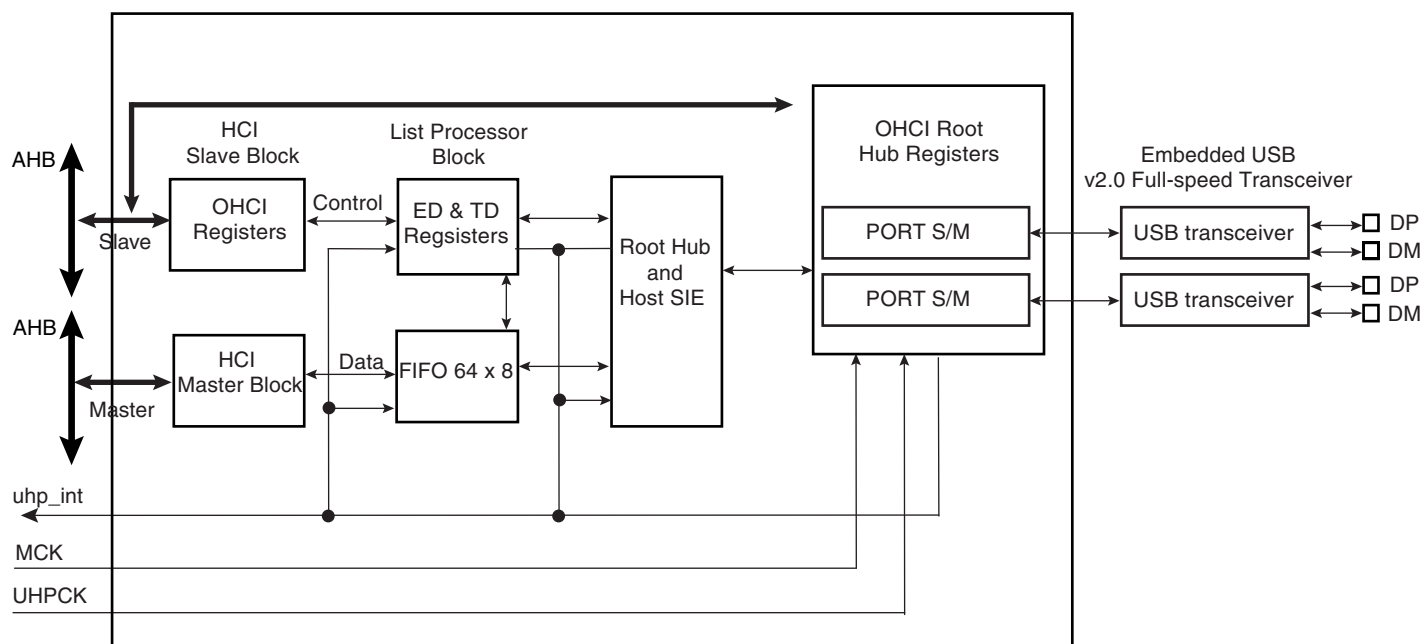 HCI
Slave Block
List Processor
Block
AHB
OHCI
Registers
Slave
Control
ED & TD
Regsisters
Root Hub
and
Host SIE
OHCI Root
Hub Registers
PORT S/M
PORT S/M
Embedded USB
v2.0 Full-speed Transceiver
USB transceiver
DP
DM
USB transceiver
DP
DM
AHB
HCI
Master Block
Master
Data
FIFO 64 x 8
uhp_int
MCK
UHPCK